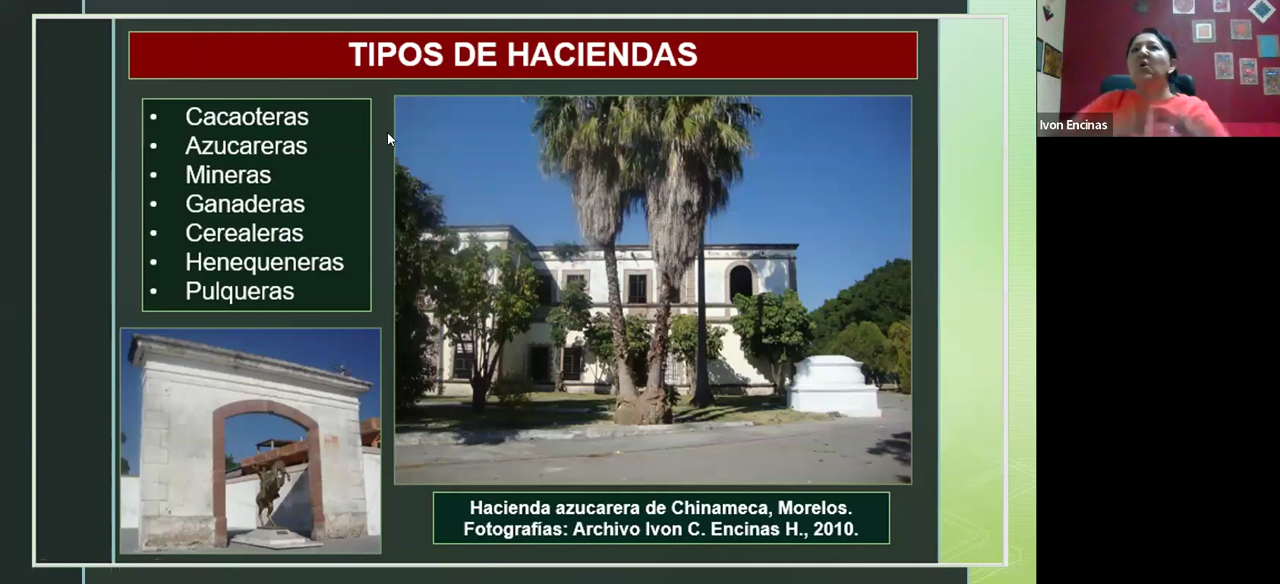 TIPOS DE HACIENDAS
• Cacaoteras
• Azucareras
• Mineras
• Ganaderas
• Cerealeras
• Henequeneras
• Pulqueras
Hacienda azucarera de Chinameca, Morelos.
Fotografías: Archivo Ivon C. Encinas H., 2010.
Ivon Encinas